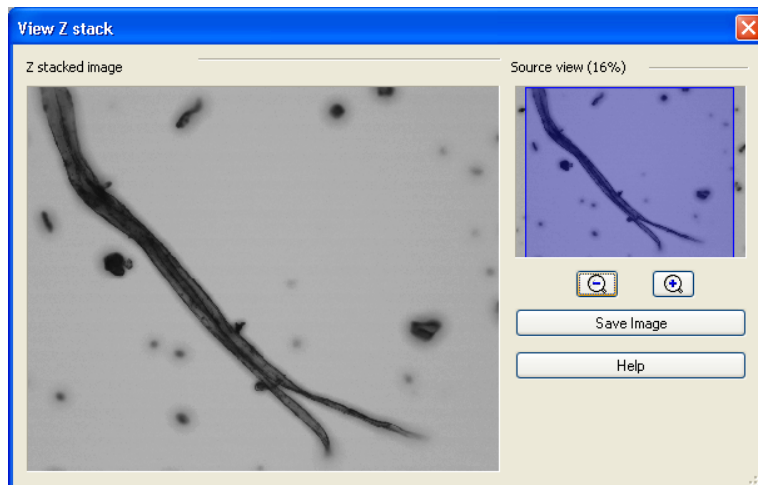 View Z stack
Z stacked image
Source view (16%)
Save Image
Help